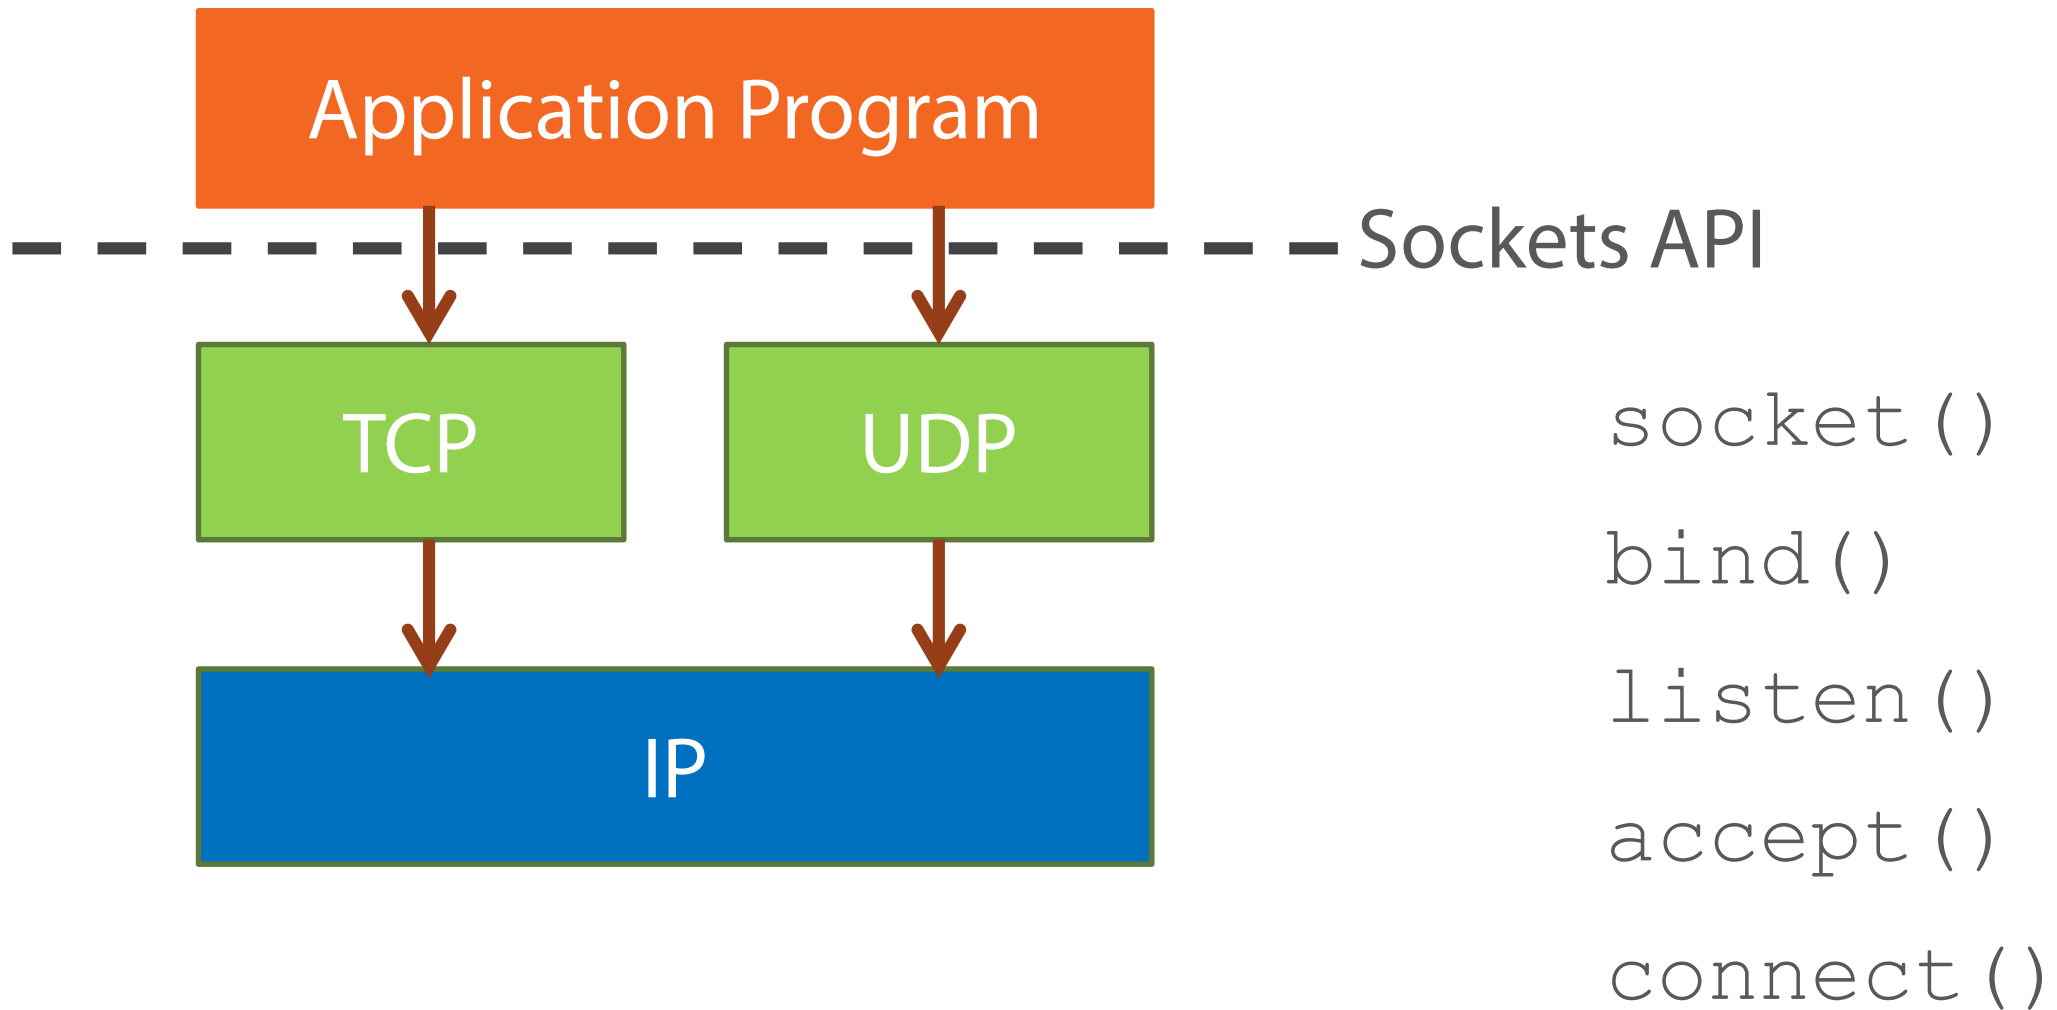 Application Program
Sockets API
TCP
UDP
IP
socket()
bind()
listen()
accept()
connect()